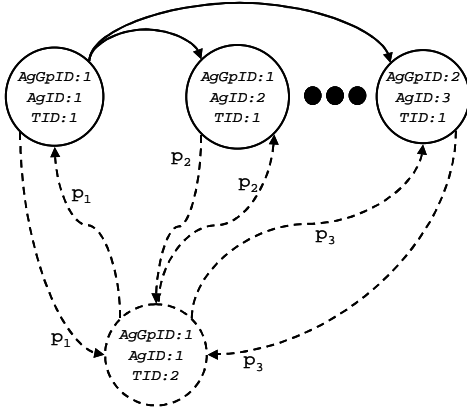 AgGpID:1
AgID:1
TID:1
AgGpID:1
AgID:2
TID:1
AgGpID:2
AgID:3
TID:1
p2
p1
p2
p3
p1
p3
AgGpID:1
AgID:1
TID:2